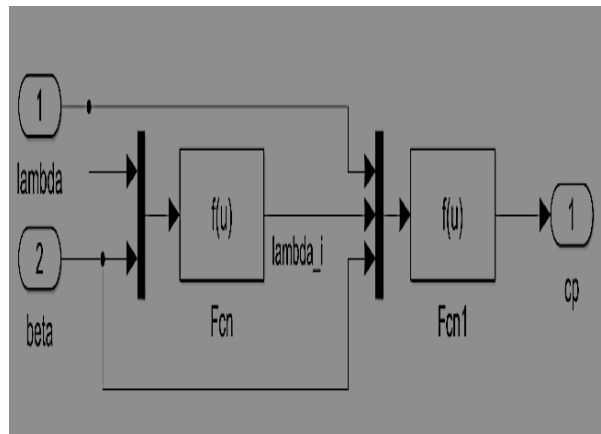 1
lambda
2
beta
f(u)
Fcn
lambda_i
f(u)
Fcn1
1
cp